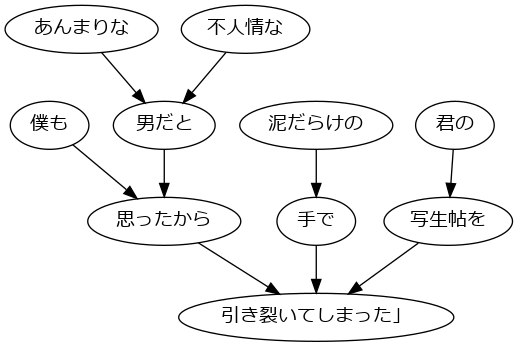 あんまりな
不人情な
僕も
男だと
泥だらけの
君の
思ったから
手で
写生帖を
引き裂いてしまった」